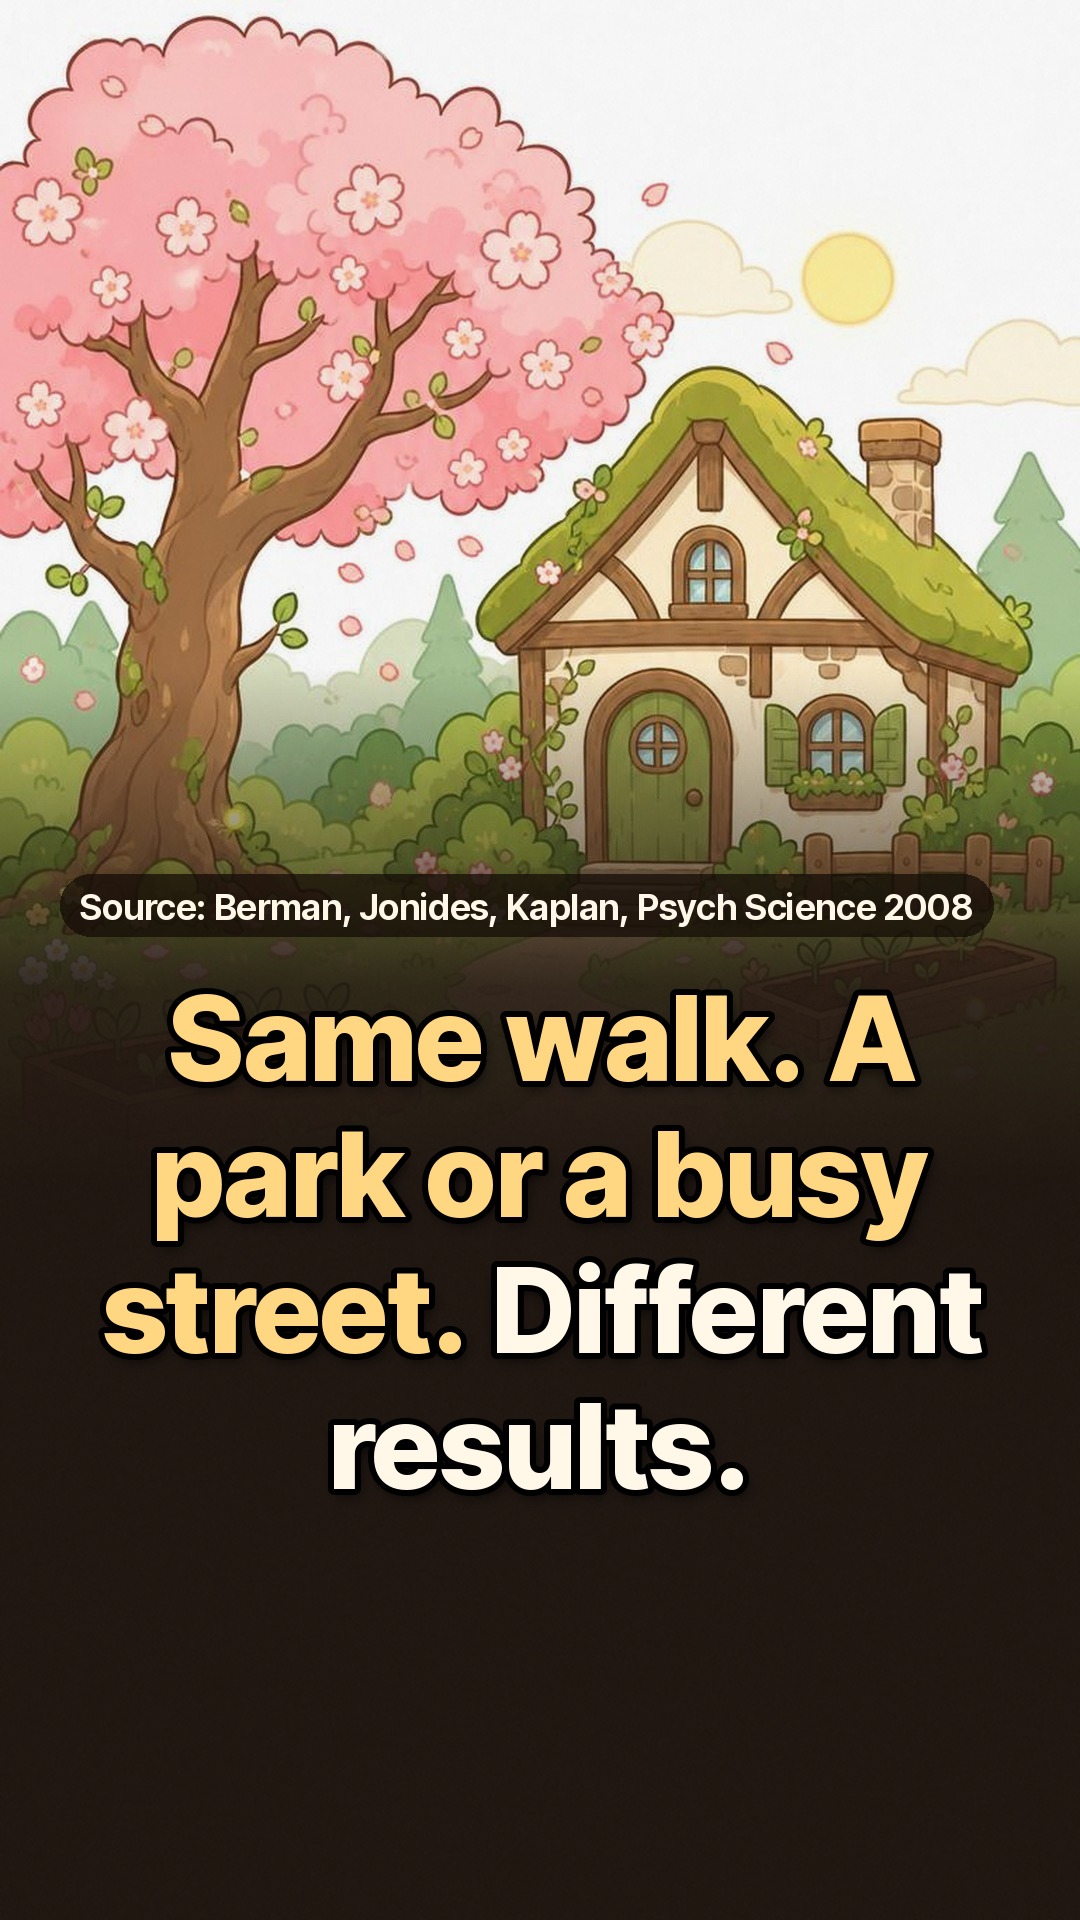 Source: Berman, Jonides, Kaplan, Psych Science 2008
Same walk. A
park or a busy
street. Different
results.